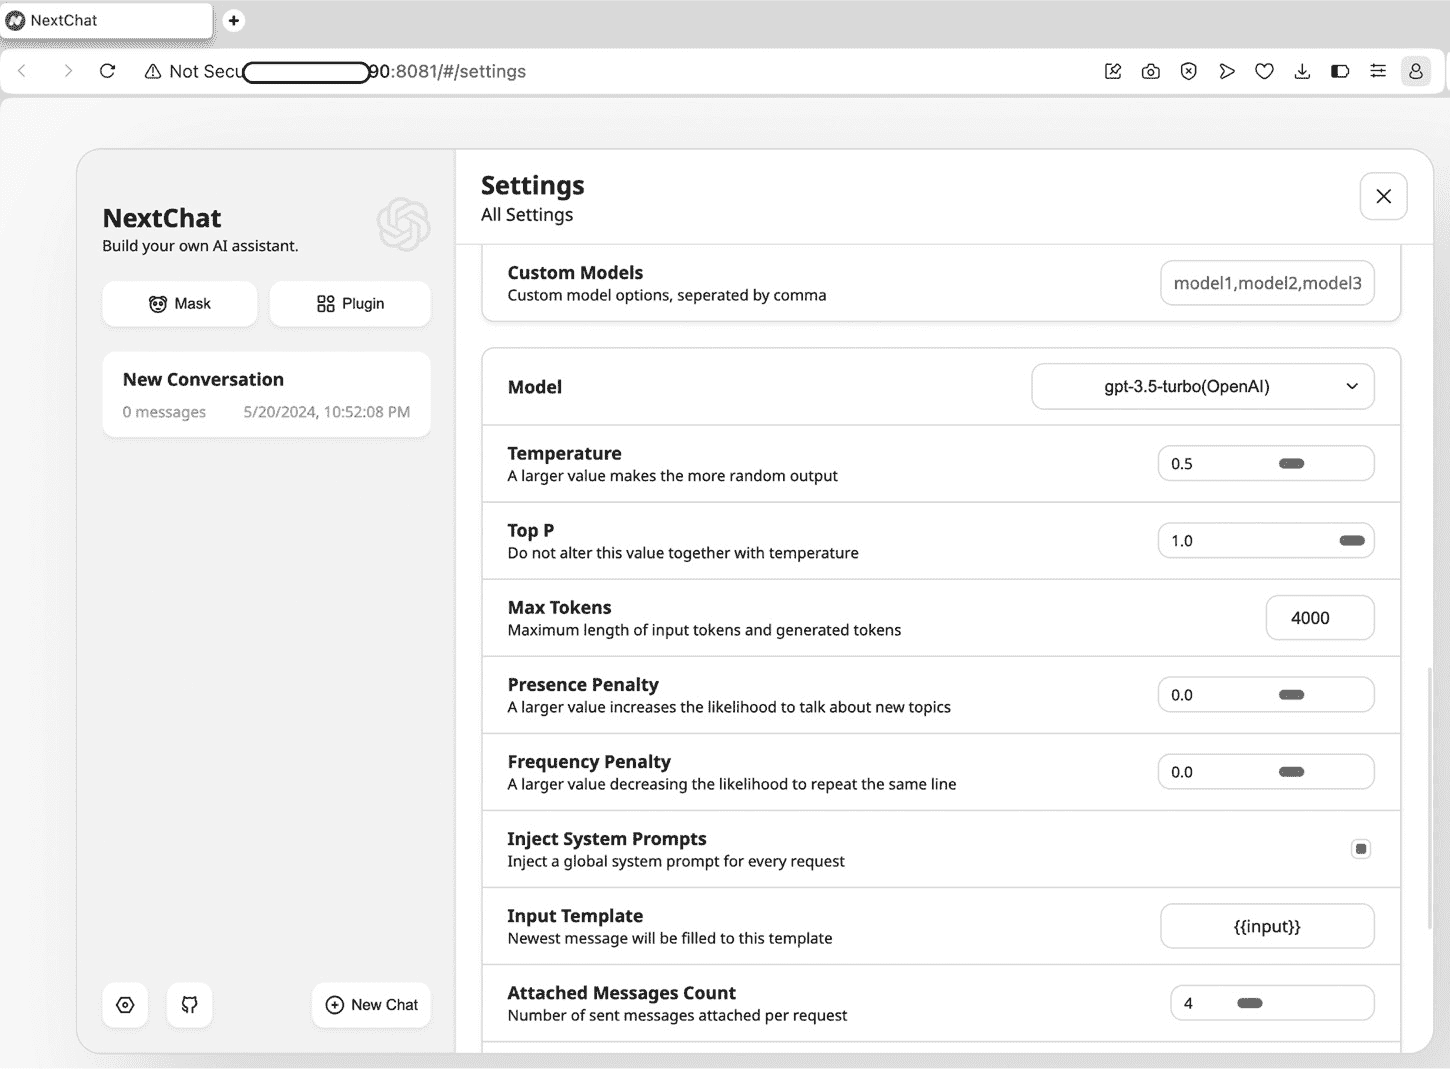 NextChat
Not Secu 90:8081/#/settings
NextChat
Build your own AI assistant.
Mask
Plugin
New Conversation
0 messages 5/20/2024, 10:52:08 PM
New Chat
Settings
All Settings
Custom Models
Custom model options, seperated by comma
model1,model2,model3
Model
gpt-3.5-turbo(OpenAI)
Temperature
A larger value makes the more random output
0.5
Top P
Do not alter this value together with temperature
1.0
Max Tokens
Maximum length of input tokens and generated tokens
4000
Presence Penalty
A larger value increases the likelihood to talk about new topics
0.0
Frequency Penalty
A larger value decreasing the likelihood to repeat the same line
0.0
Inject System Prompts
Inject a global system prompt for every request
Input Template
Newest message will be filled to this template
{{input}}
Attached Messages Count
Number of sent messages attached per request
4